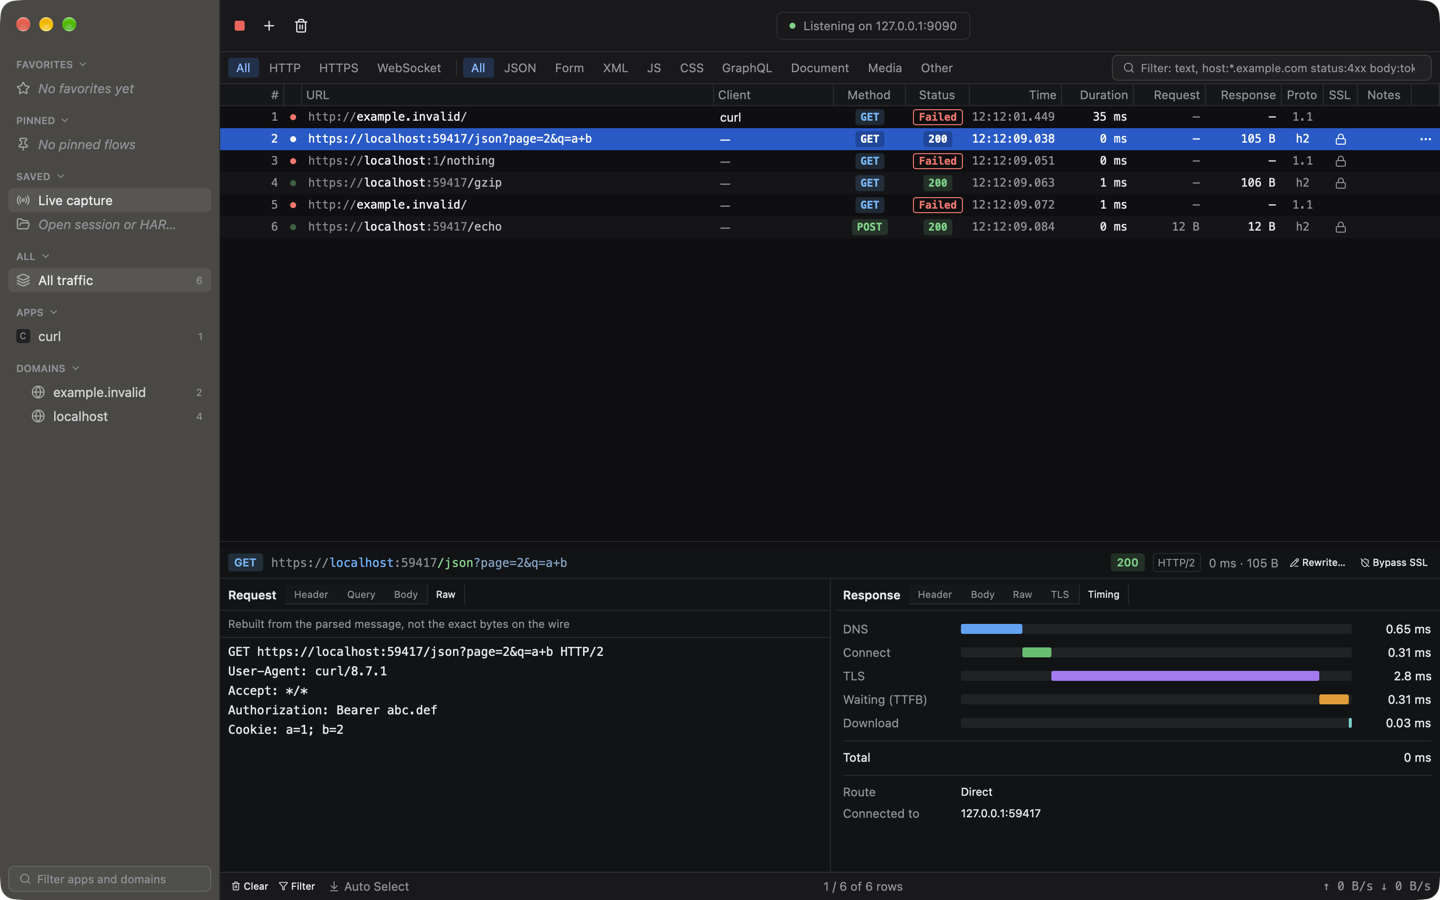 Listening on 127.0.0.1:9090
FAVORITES
No favorites yet
PINNED
No pinned flows
SAVED
Live capture
Open session or HAR...
ALL
All traffic 6
APPS
C curl 1
DOMAINS
example.invalid 2
localhost 4
Filter apps and domains
All HTTP HTTPS WebSocket All JSON Form XML JS CSS GraphQL Document Media Other Filter: text, host:*.example.com status:4xx body:tok
# URL Client Method Status Time Duration Request Response Proto SSL Notes
1 http://example.invalid/ curl GET Failed 12:12:01.449 35 ms — — 1.1
2 https://localhost:59417/json?page=2&q=a+b — GET 200 12:12:09.038 0 ms — 105 B h2 ...
3 https://localhost:1/nothing — GET Failed 12:12:09.051 0 ms — — 1.1
4 https://localhost:59417/gzip — GET 200 12:12:09.063 1 ms — 106 B h2
5 http://example.invalid/ — GET Failed 12:12:09.072 1 ms — — 1.1
6 https://localhost:59417/echo — POST 200 12:12:09.084 0 ms 12 B 12 B h2
GET https://localhost:59417/json?page=2&q=a+b 200 HTTP/2 0 ms · 105 B Rewrite... Bypass SSL
Request Header Query Body Raw
Rebuilt from the parsed message, not the exact bytes on the wire
GET https://localhost:59417/json?page=2&q=a+b HTTP/2
User-Agent: curl/8.7.1
Accept: */*
Authorization: Bearer abc.def
Cookie: a=1; b=2
Response Header Body Raw TLS Timing
DNS 0.65 ms
Connect 0.31 ms
TLS 2.8 ms
Waiting (TTFB) 0.31 ms
Download 0.03 ms
Total 0 ms
Route Direct
Connected to 127.0.0.1:59417
Clear Filter Auto Select 1 / 6 of 6 rows ↑ 0 B/s ↓ 0 B/s